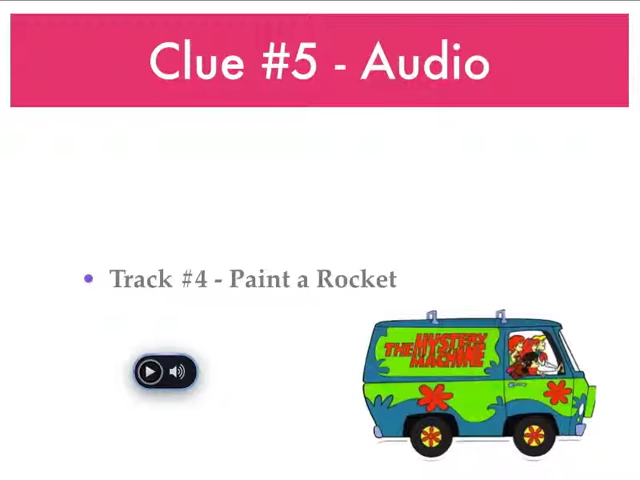 Clue #5 - Audio
Track #4 - Paint a Rocket
THE MYSTERY
MACHINE